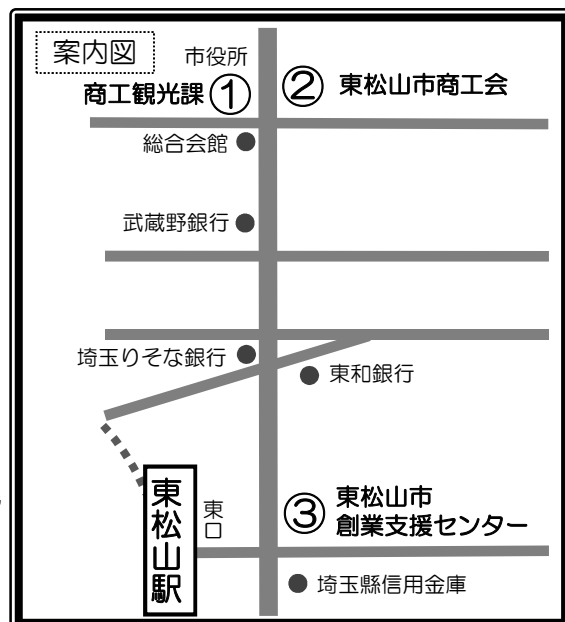 案内図
市役所
商工観光課 ①
② 東松山市商工会
総合会館
武蔵野銀行
埼玉りそな銀行
東和銀行
東松山駅
東口
③ 東松山市
創業支援センター
埼玉縣信用金庫